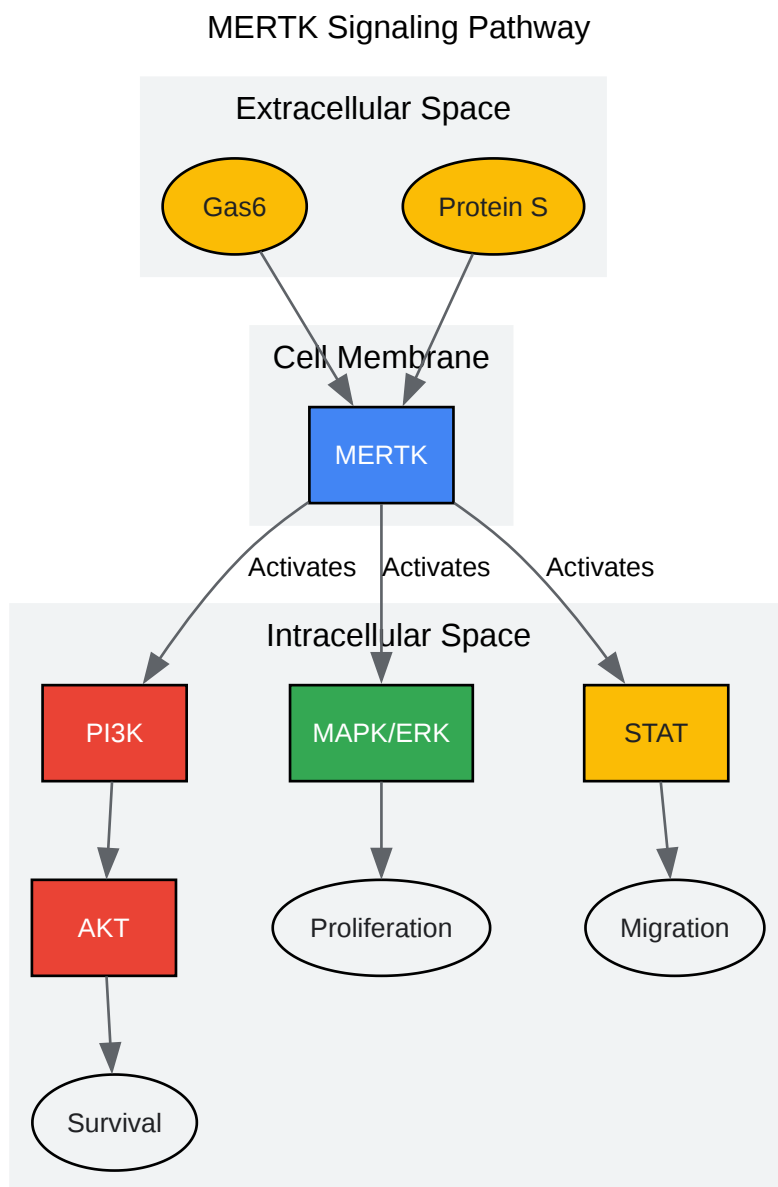 MERTK Signaling Pathway
Extracellular Space
Gas6
Protein S
Cell Membrane
MERTK
Activates
Activates
Activates
Intracellular Space
PI3K
MAPK/ERK
STAT
AKT
Proliferation
Migration
Survival